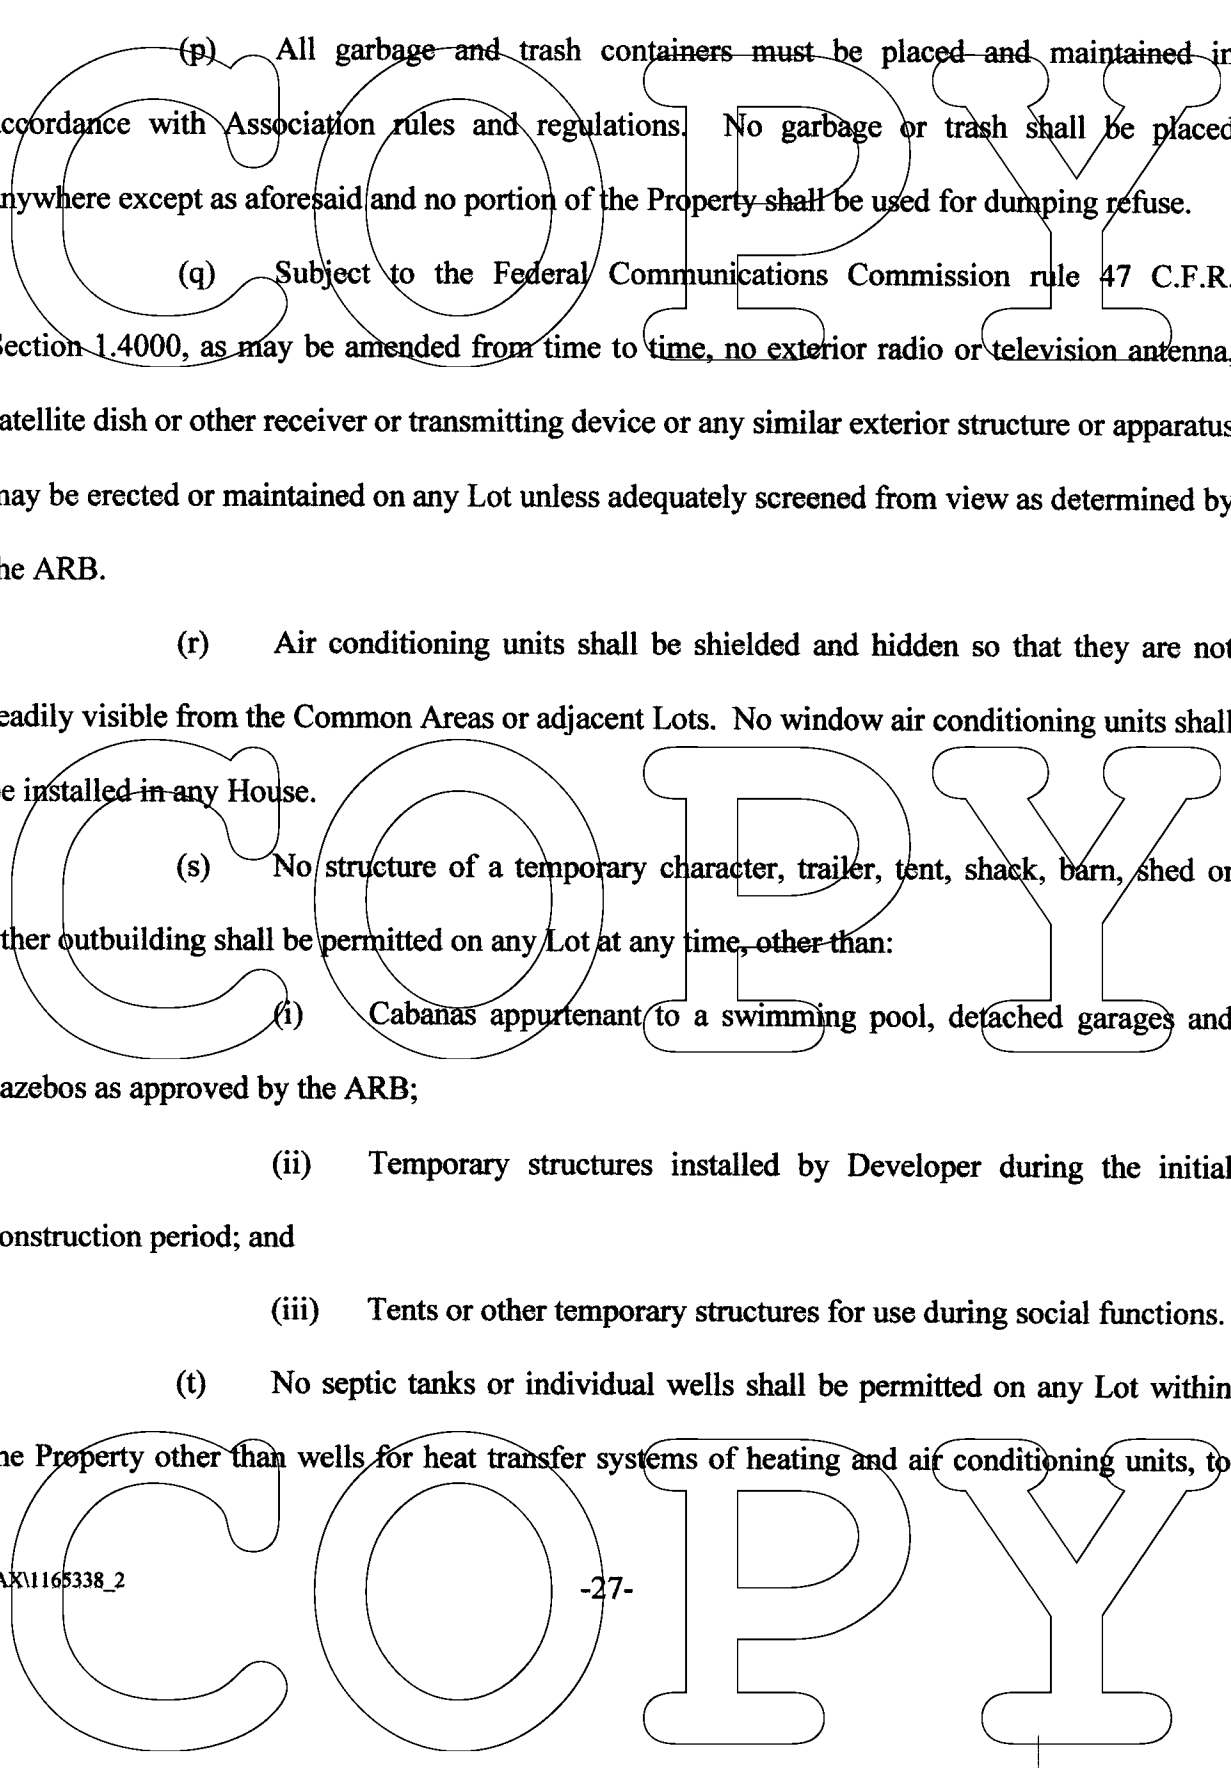 (p) All garbage and trash containers must be placed and maintained in
ccordance with Association rules and regulations. No garbage or trash shall be placed
nywhere except as aforesaid and no portion of the Property shall be used for dumping refuse.
(q) Subject to the Federal Communications Commission rule 47 C.F.R.
Section 1.4000, as may be amended from time to time, no exterior radio or television antenna,
atellite dish or other receiver or transmitting device or any similar exterior structure or apparatus
may be erected or maintained on any Lot unless adequately screened from view as determined by
he ARB.
(r) Air conditioning units shall be shielded and hidden so that they are not
eadily visible from the Common Areas or adjacent Lots. No window air conditioning units shall
e installed in any House.
(s) No structure of a temporary character, trailer, tent, shack, barn, shed or
ther outbuilding shall be permitted on any Lot at any time, other than:
(i) Cabanas appurtenant to a swimming pool, detached garages and
azebos as approved by the ARB;
(ii) Temporary structures installed by Developer during the initial
onstruction period; and
(iii) Tents or other temporary structures for use during social functions.
(t) No septic tanks or individual wells shall be permitted on any Lot within
he Property other than wells for heat transfer systems of heating and air conditioning units, to
AX\1165338_2
-27-
COPY
COPY
COPY